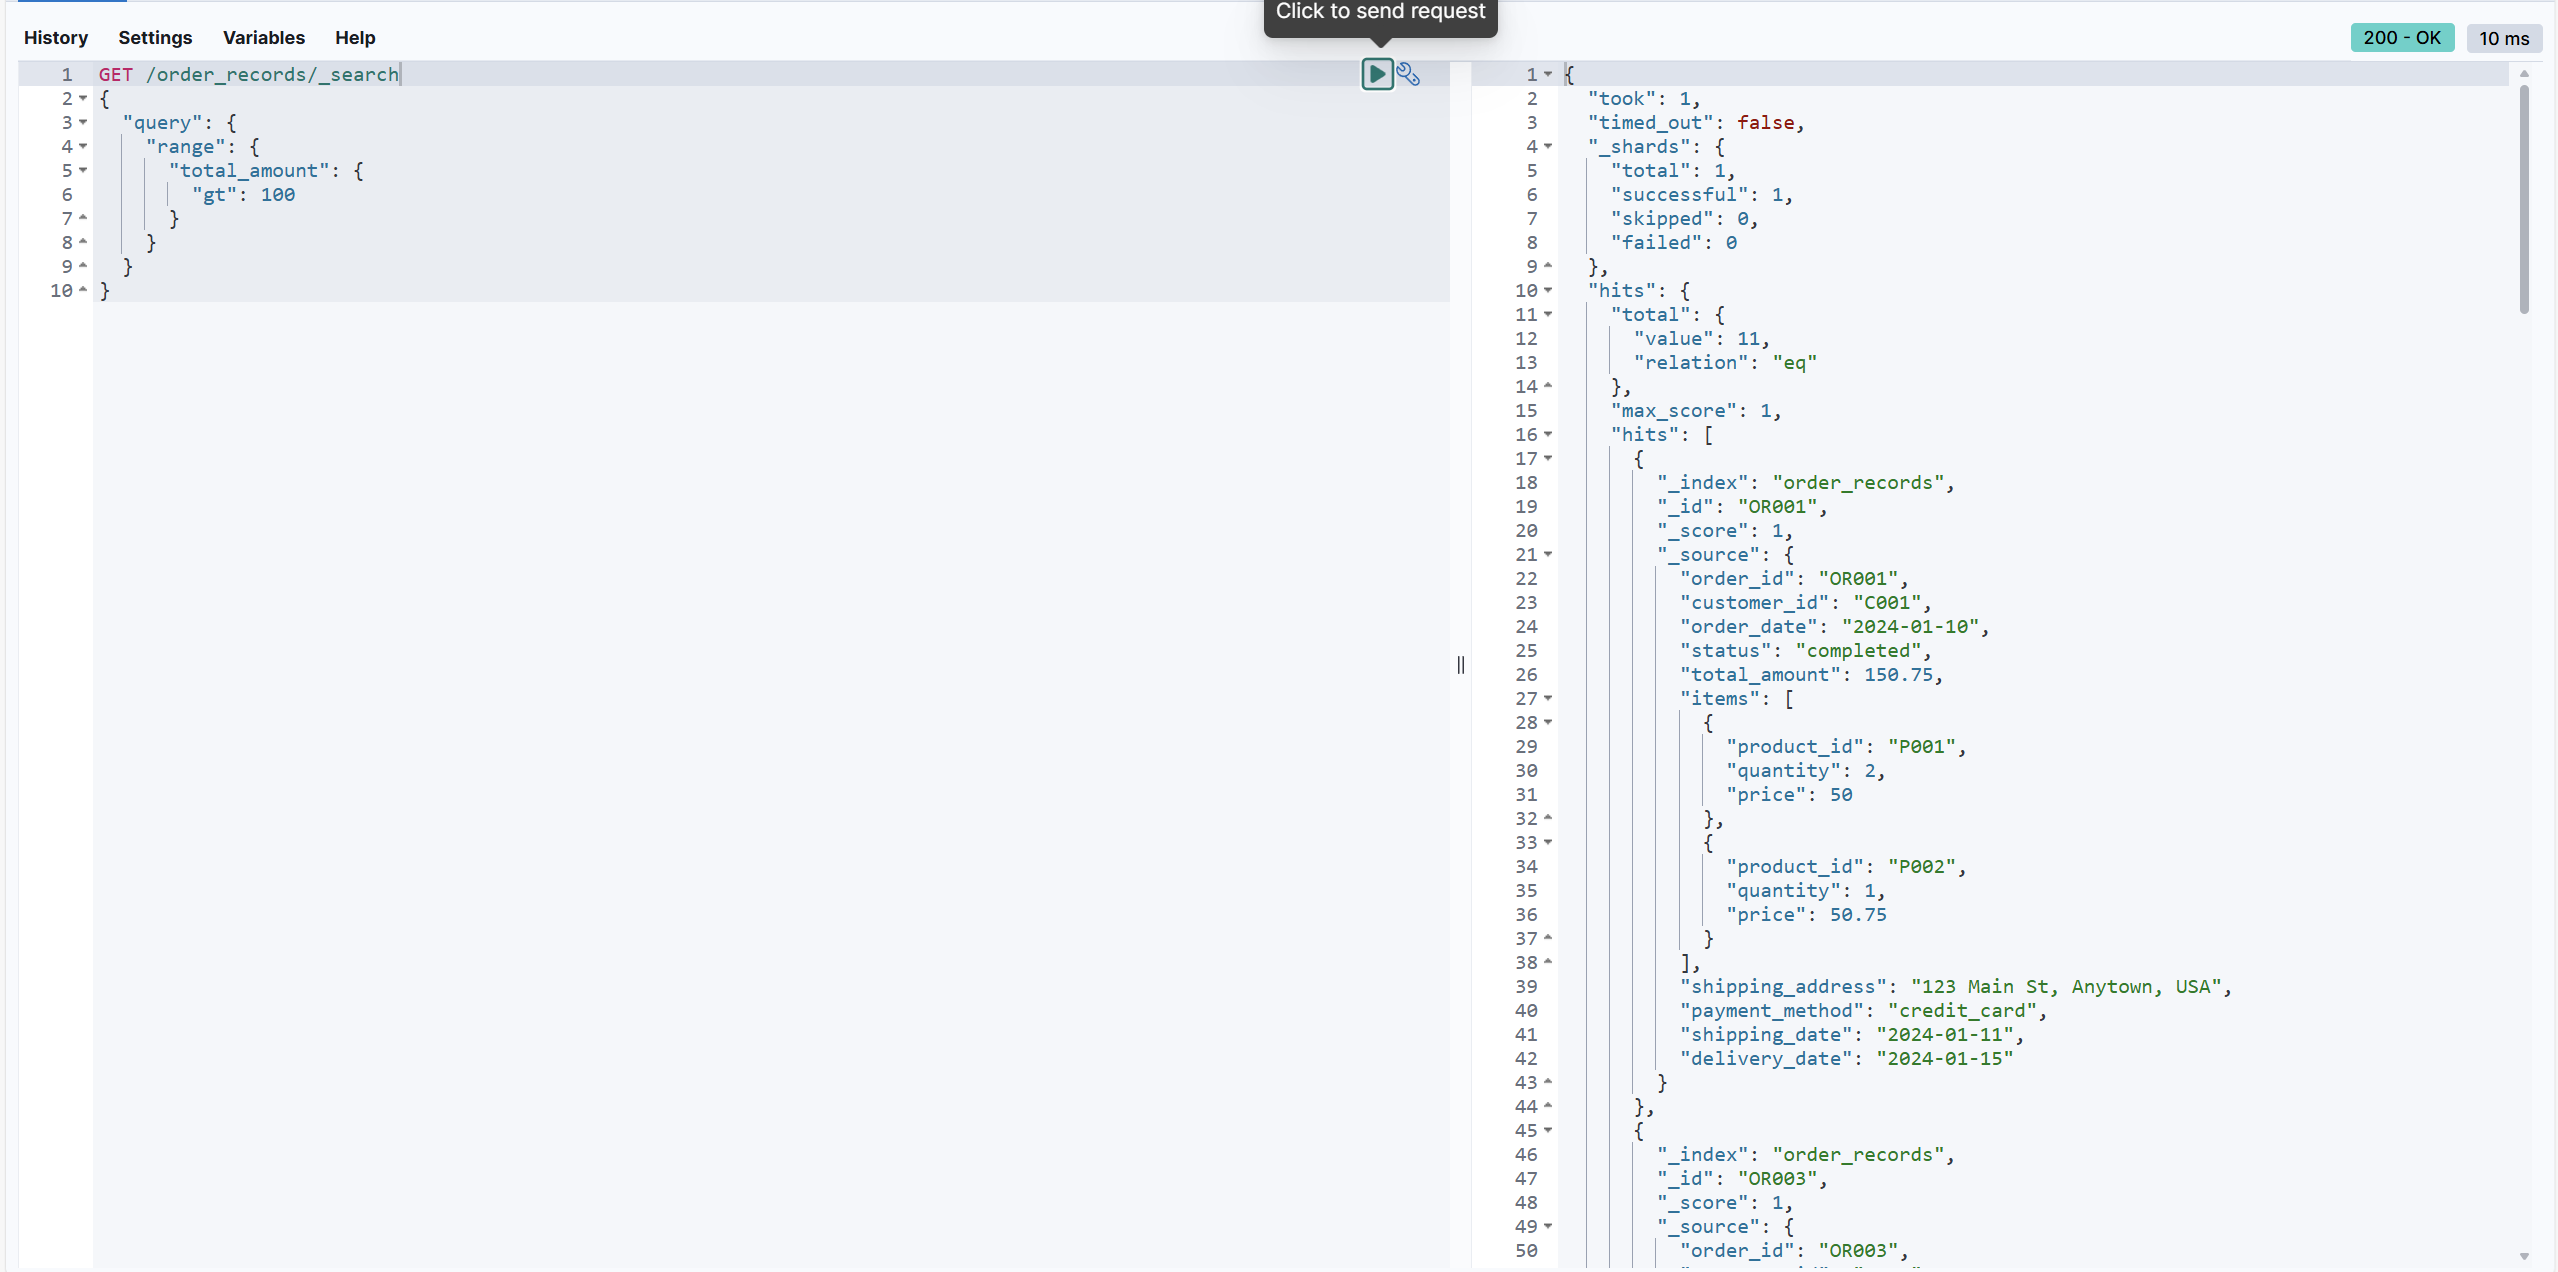 Click to send request
History Settings Variables Help
200 - OK 10 ms
1 GET /order_records/_search
2 {
3 "query": {
4 "range": {
5 "total_amount": {
6 "gt": 100
7 }
8 }
9 }
10 }
1 {
2 "took": 1,
3 "timed_out": false,
4 "_shards": {
5 "total": 1,
6 "successful": 1,
7 "skipped": 0,
8 "failed": 0
9 },
10 "hits": {
11 "total": {
12 "value": 11,
13 "relation": "eq"
14 },
15 "max_score": 1,
16 "hits": [
17 {
18 "_index": "order_records",
19 "_id": "OR001",
20 "_score": 1,
21 "_source": {
22 "order_id": "OR001",
23 "customer_id": "C001",
24 "order_date": "2024-01-10",
25 "status": "completed",
26 "total_amount": 150.75,
27 "items": [
28 {
29 "product_id": "P001",
30 "quantity": 2,
31 "price": 50
32 },
33 {
34 "product_id": "P002",
35 "quantity": 1,
36 "price": 50.75
37 }
38 ],
39 "shipping_address": "123 Main St, Anytown, USA",
40 "payment_method": "credit_card",
41 "shipping_date": "2024-01-11",
42 "delivery_date": "2024-01-15"
43 }
44 },
45 {
46 "_index": "order_records",
47 "_id": "OR003",
48 "_score": 1,
49 "_source": {
50 "order_id": "OR003",